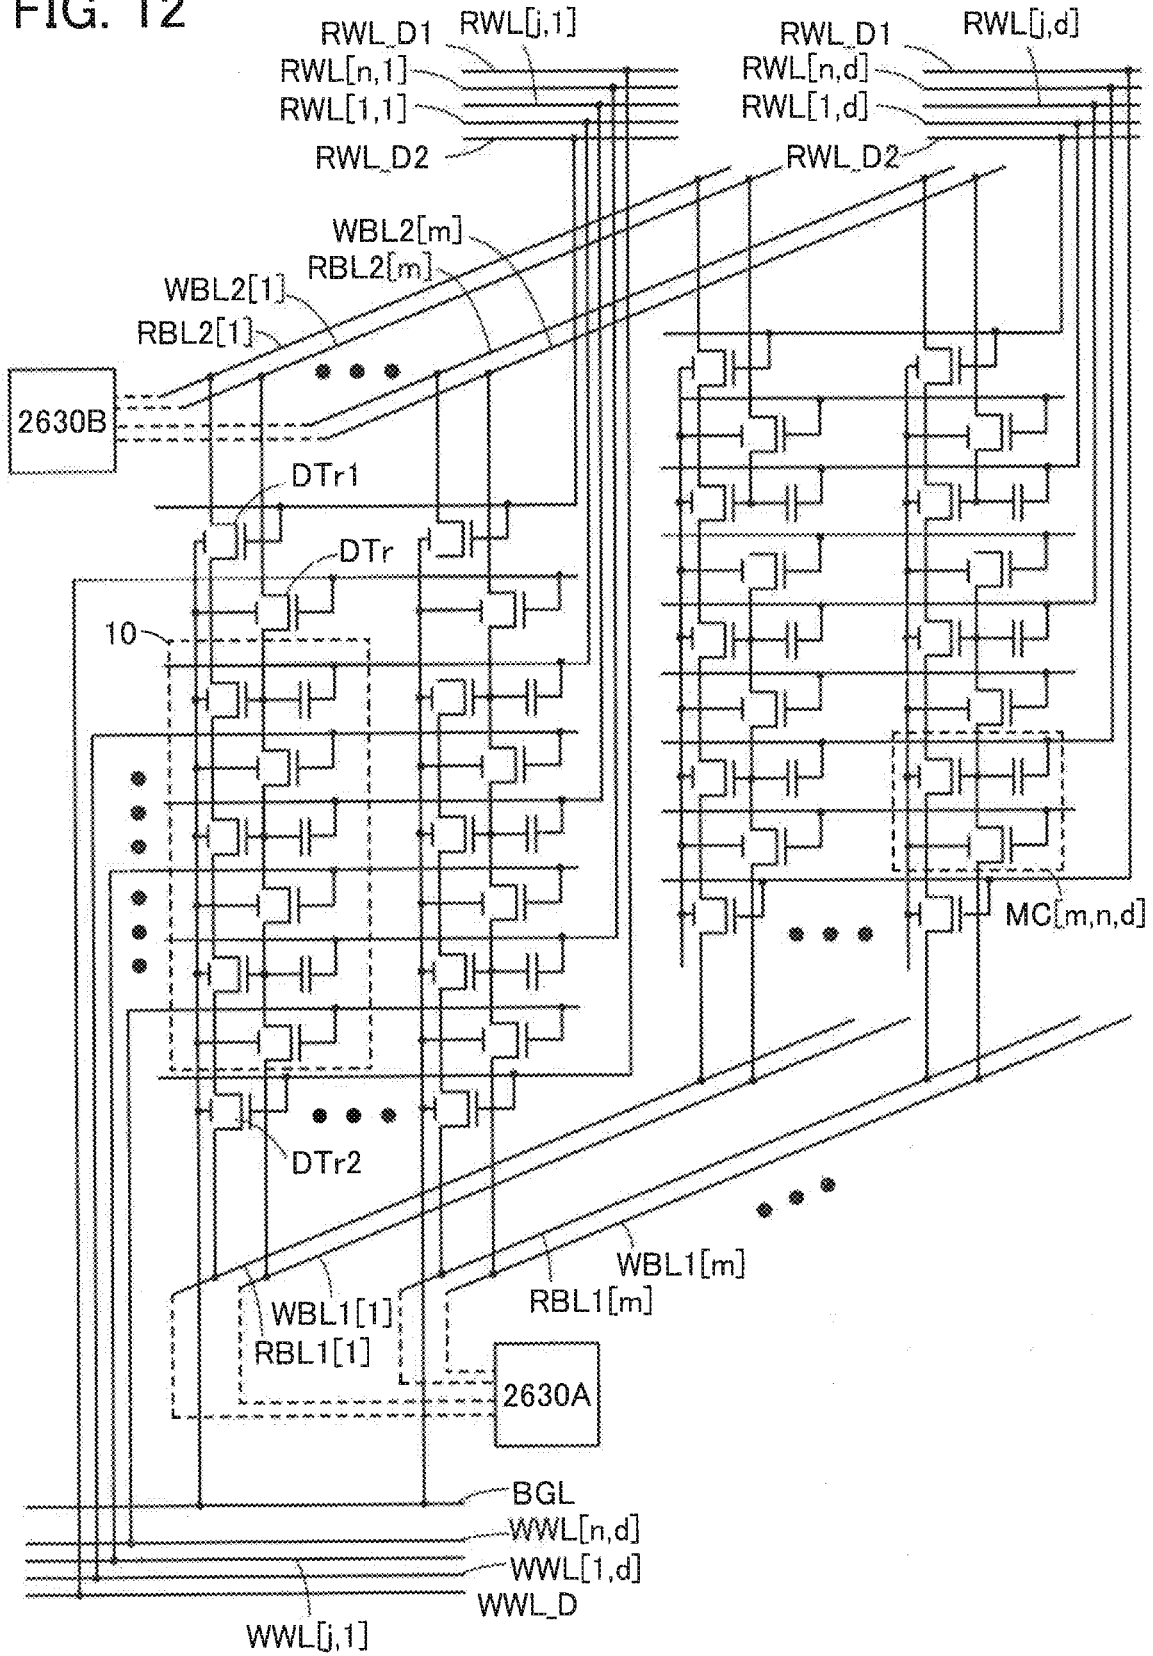 FIG. 12
RWL_D1
RWL[j,1]
RWL[n,1]
RWL[1,1]
RWL_D2
RWL_D1
RWL[j,d]
RWL[n,d]
RWL[1,d]
RWL_D2
WBL2[m]
RBL2[m]
WBL2[1]
RBL2[1]
2630B
DTr1
DTr
10
MC[m,n,d]
DTr2
WBL1[m]
RBL1[m]
WBL1[1]
RBL1[1]
2630A
BGL
WWL[n,d]
WWL[1,d]
WWL_D
WWL[j,1]